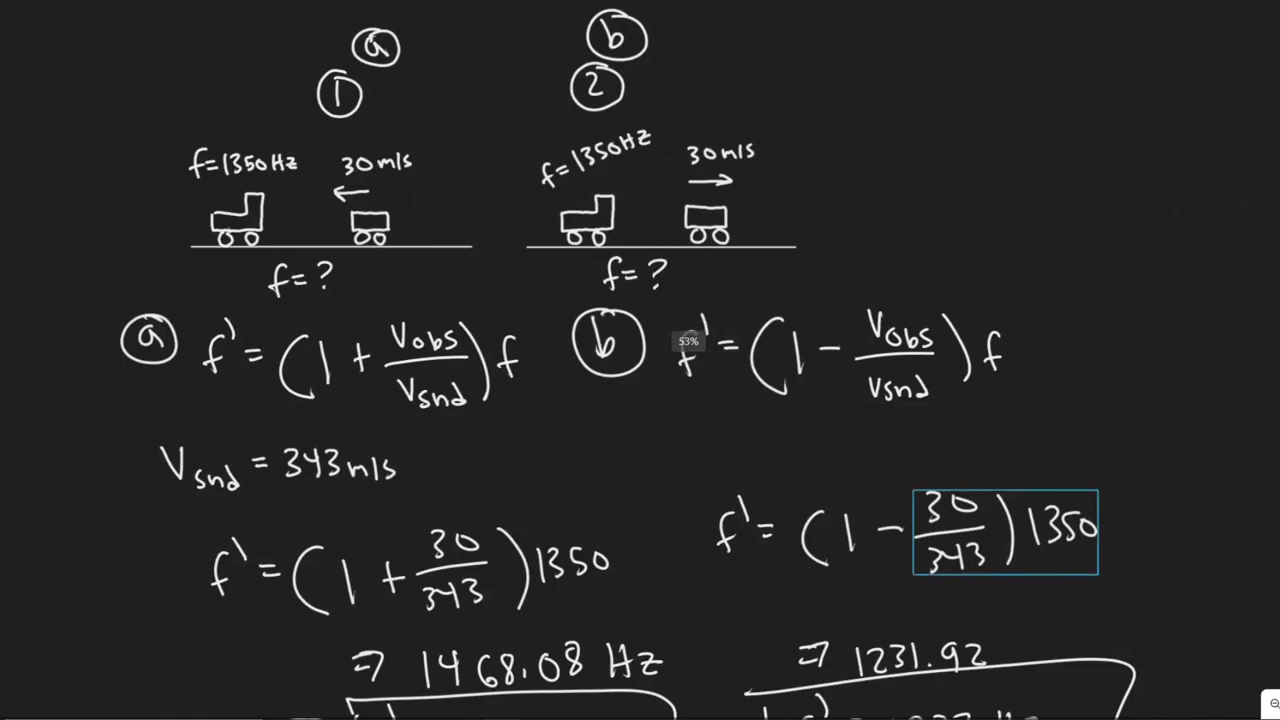 a
b
1
2
f=1350Hz
30m/s
f=1350Hz
30m/s
f=?
f=?
a f' = (1 + Vobs/Vsnd) f
b f' = (1 - Vobs/Vsnd) f
53%
Vsnd = 343m/s
f' = (1 - 30/343) 1350
f' = (1 + 30/343) 1350
⇒ 1468.08 Hz
⇒ 1231.92